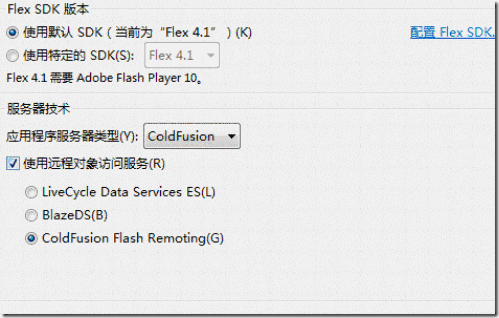 Flex SDK 版本
使用默认 SDK（当前为“Flex 4.1”）(K) 配置 Flex SDK.
使用特定的 SDK(S): Flex 4.1
Flex 4.1 需要 Adobe Flash Player 10。
服务器技术
应用程序服务器类型(Y): ColdFusion
使用远程对象访问服务(R)
LiveCycle Data Services ES(L)
BlazeDS(B)
ColdFusion Flash Remoting(G)